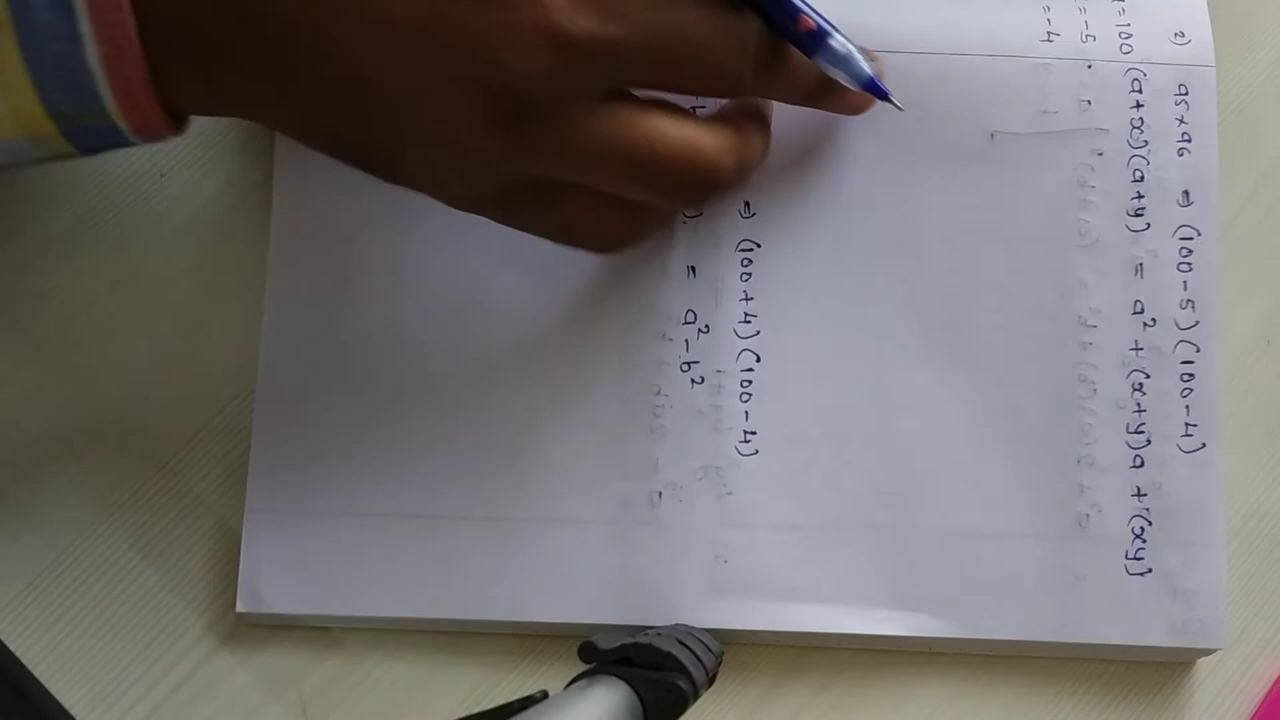 2) 95×96 ⇒ (100-5)(100-4)
=100 (a+x)(a+y) = a²+(x+y)a+(xy)
=-5
=-4
⇒ (100+4)(100-4)
= a²-b²